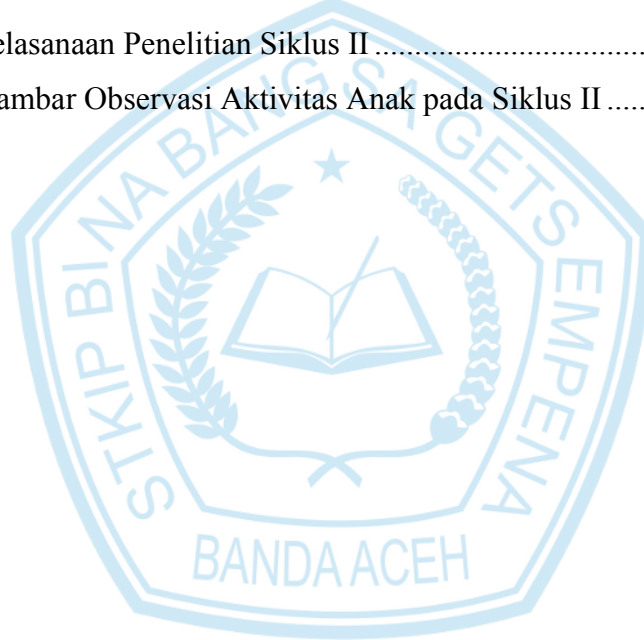 elasanaan Penelitian Siklus II ................................
ambar Observasi Aktivitas Anak pada Siklus II .....
STKIP BINA BANGSA GETSEMPENA
BANDA ACEH